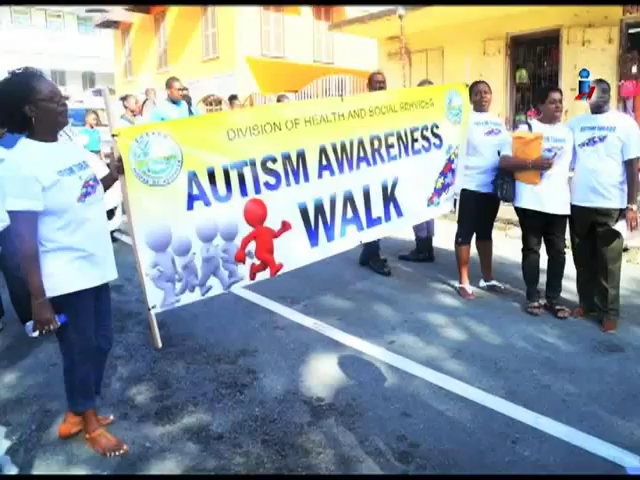 DIVISION OF HEALTH AND SOCIAL SERVICES
AUTISM AWARENESS
WALK